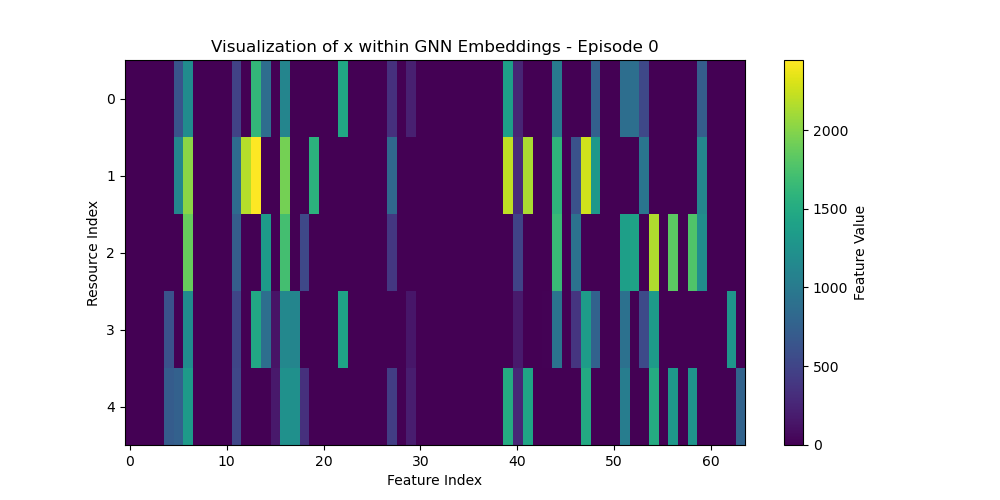 Visualization of x within GNN Embeddings - Episode 0
Resource Index
0
1
2
3
4
0 10 20 30 40 50 60
Feature Index
2000
1500
1000
500
0
Feature Value